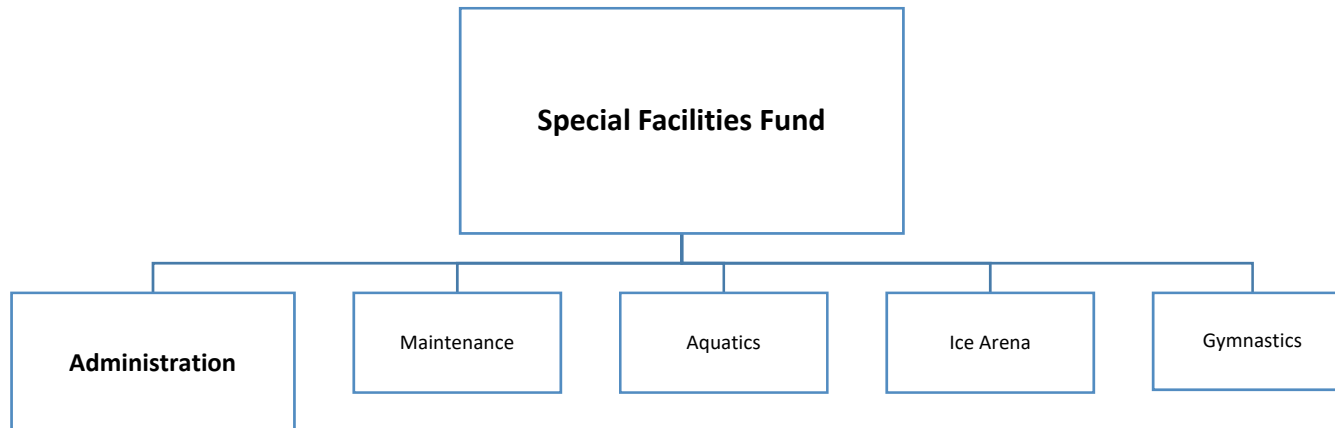 Special Facilities Fund
Administration
Maintenance
Aquatics
Ice Arena
Gymnastics